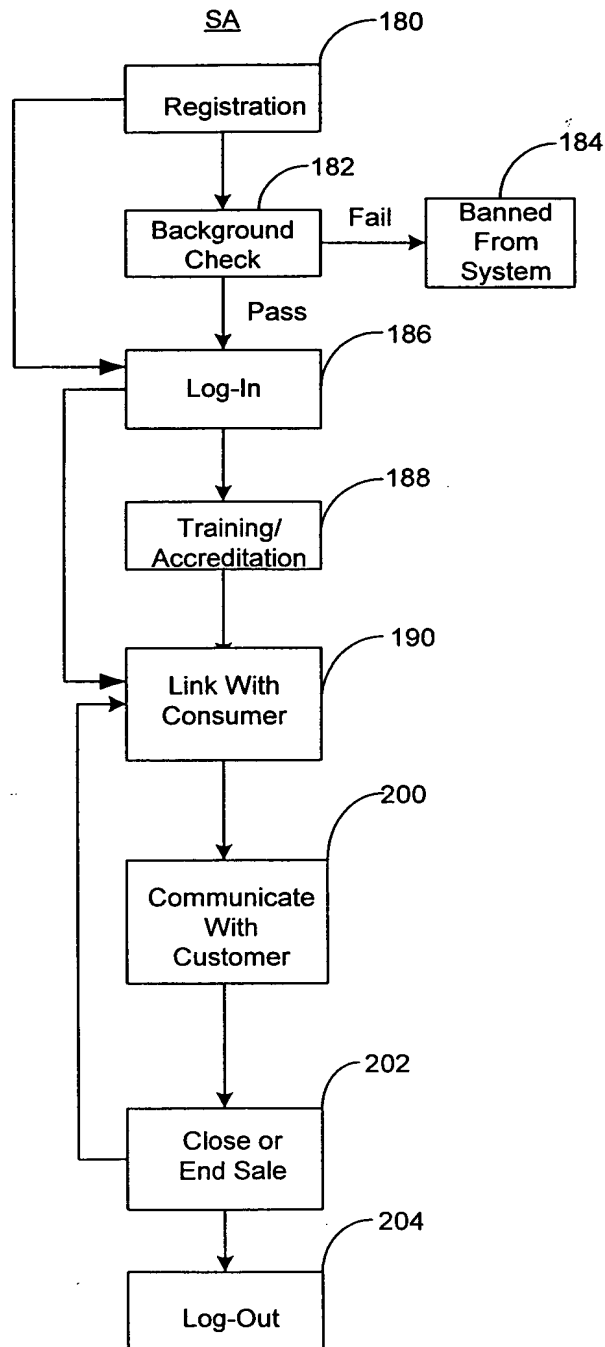 SA
180
Registration
182
184
Background
Check
Fail
Banned
From
System
Pass
186
Log-In
188
Training/
Accreditation
190
Link With
Consumer
200
Communicate
With
Customer
202
Close or
End Sale
204
Log-Out